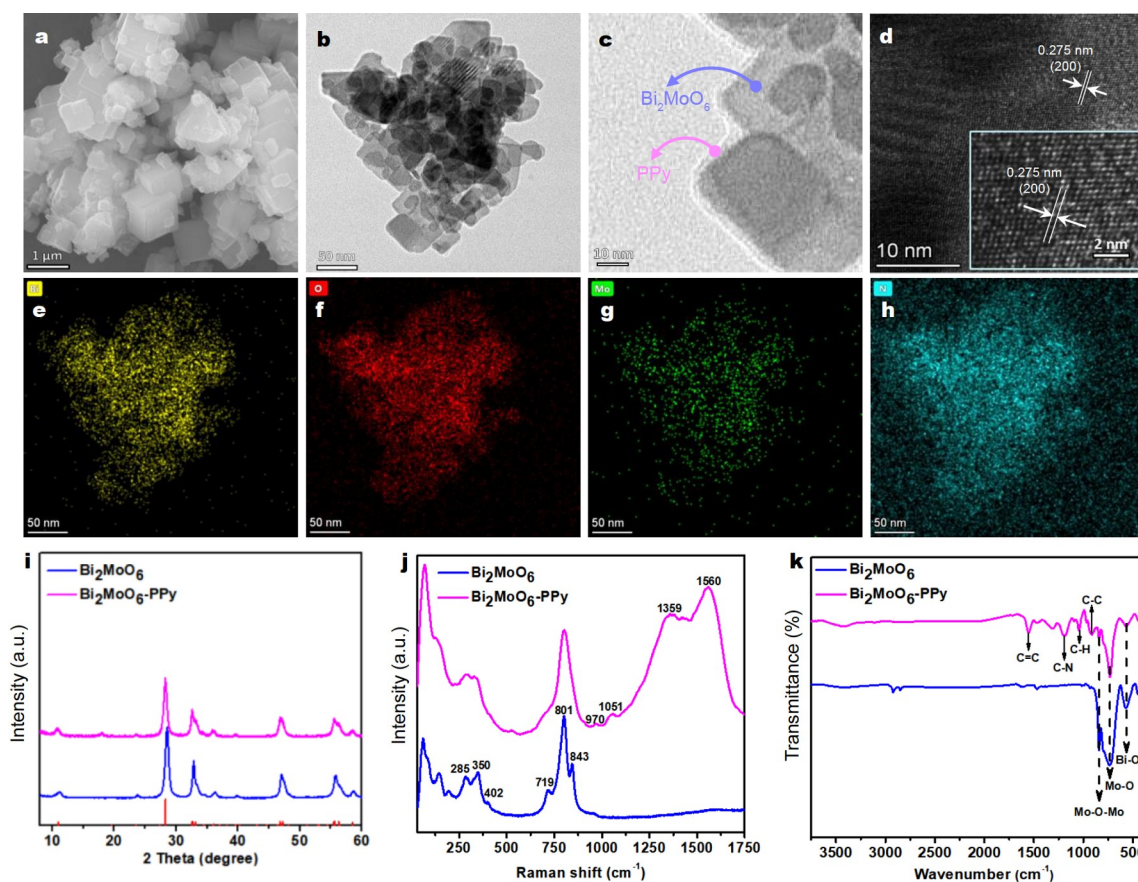 a
1 µm
b
50 nm
c
Bi₂MoO₆
PPy
10 nm
d
0.275 nm
(200)
0.275 nm
(200)
2 nm
10 nm
Bi
e
50 nm
O
f
50 nm
Mo
g
50 nm
N
h
50 nm
i
Bi₂MoO₆
Bi₂MoO₆-PPy
Intensity (a.u.)
10 20 30 40 50 60
2 Theta (degree)
j
Bi₂MoO₆
Bi₂MoO₆-PPy
1560
1359
970
1051
801
843
719
285
350
402
Intensity (a.u.)
250 500 750 1000 1250 1500 1750
Raman shift (cm⁻¹)
k
Bi₂MoO₆
Bi₂MoO₆-PPy
C-C
C-H
C=C
C-N
Bi-O
Mo-O
Mo-O-Mo
Transmittance (%)
3500 3000 2500 2000 1500 1000 500
Wavenumber (cm⁻¹)